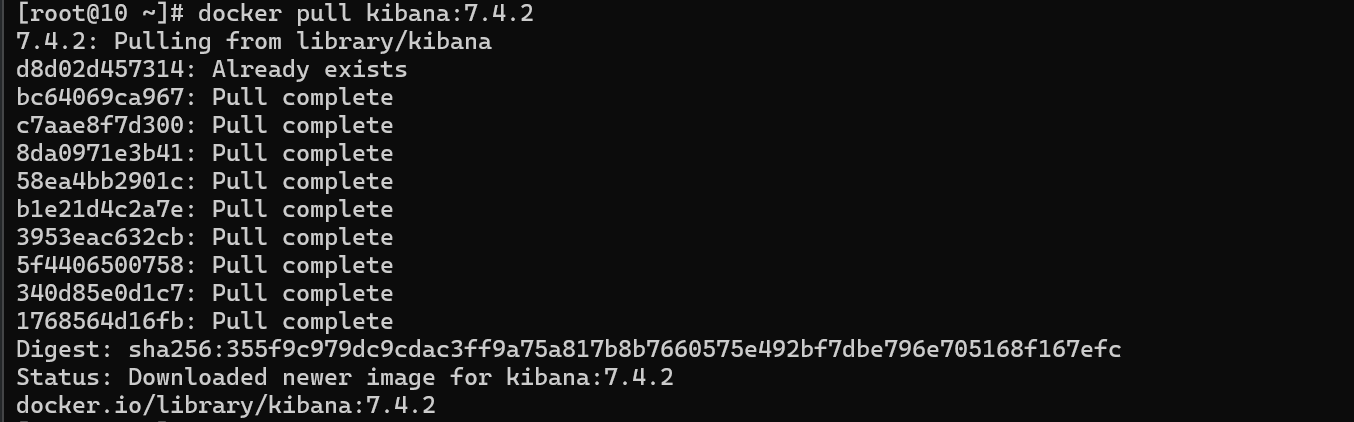 [root@10 ~]# docker pull kibana:7.4.2
7.4.2: Pulling from library/kibana
d8d02d457314: Already exists
bc64069ca967: Pull complete
c7aae8f7d300: Pull complete
8da0971e3b41: Pull complete
58ea4bb2901c: Pull complete
b1e21d4c2a7e: Pull complete
3953eac632cb: Pull complete
5f4406500758: Pull complete
340d85e0d1c7: Pull complete
1768564d16fb: Pull complete
Digest: sha256:355f9c979dc9cdac3ff9a75a817b8b7660575e492bf7dbe796e705168f167efc
Status: Downloaded newer image for kibana:7.4.2
docker.io/library/kibana:7.4.2